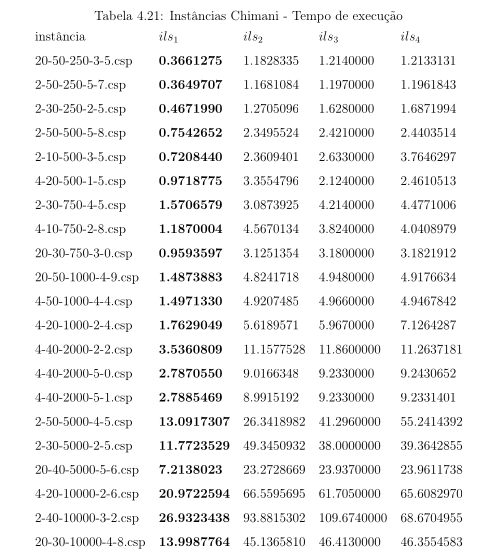 Tabela 4.21: Instâncias Chimani - Tempo de execução
instância ils1 ils2 ils3 ils4
20-50-250-3-5.csp 0.3661275 1.1828335 1.2140000 1.2133131
2-50-250-5-7.csp 0.3649707 1.1681084 1.1970000 1.1961843
2-30-250-2-5.csp 0.4671990 1.2705096 1.6280000 1.6871994
2-50-500-5-8.csp 0.7542652 2.3495524 2.4210000 2.4403514
2-10-500-3-5.csp 0.7208440 2.3609401 2.6330000 3.7646297
4-20-500-1-5.csp 0.9718775 3.3554796 2.1240000 2.4610513
2-30-750-4-5.csp 1.5706579 3.0873925 4.2140000 4.4771006
4-10-750-2-8.csp 1.1870004 4.5670134 3.8240000 4.0408979
20-30-750-3-0.csp 0.9593597 3.1251354 3.1800000 3.1821912
20-50-1000-4-9.csp 1.4873883 4.8241718 4.9480000 4.9176634
4-50-1000-4-4.csp 1.4971330 4.9207485 4.9660000 4.9467842
4-20-1000-2-4.csp 1.7629049 5.6189571 5.9670000 7.1264287
4-40-2000-2-2.csp 3.5360809 11.1577528 11.8600000 11.2637181
4-40-2000-5-0.csp 2.7870550 9.0166348 9.2330000 9.2430652
4-40-2000-5-1.csp 2.7885469 8.9915192 9.2330000 9.2331401
2-50-5000-4-5.csp 13.0917307 26.3418982 41.2960000 55.2414392
2-30-5000-2-5.csp 11.7723529 49.3450932 38.0000000 39.3642855
20-40-5000-5-6.csp 7.2138023 23.2728669 23.9370000 23.9611738
4-20-10000-2-6.csp 20.9722594 66.5595695 61.7050000 65.6082970
2-40-10000-3-2.csp 26.9323438 93.8815302 109.6740000 68.6704955
20-30-10000-4-8.csp 13.9987764 45.1365810 46.4130000 46.3554583